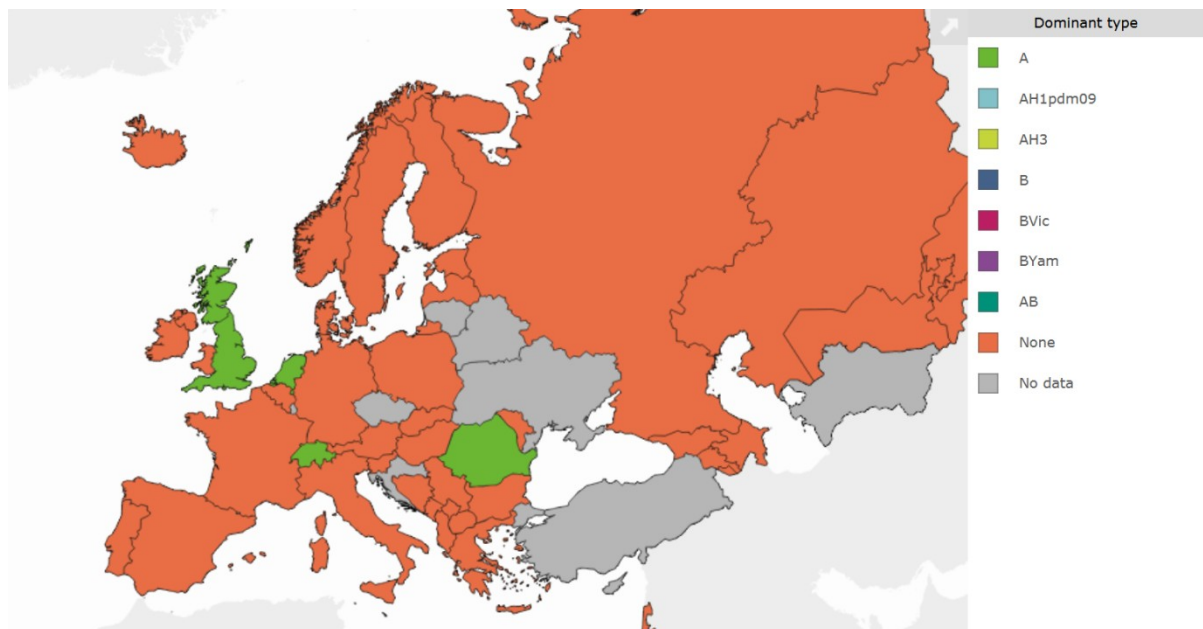 Dominant type
A
AH1pdm09
AH3
B
BVic
BYam
AB
None
No data